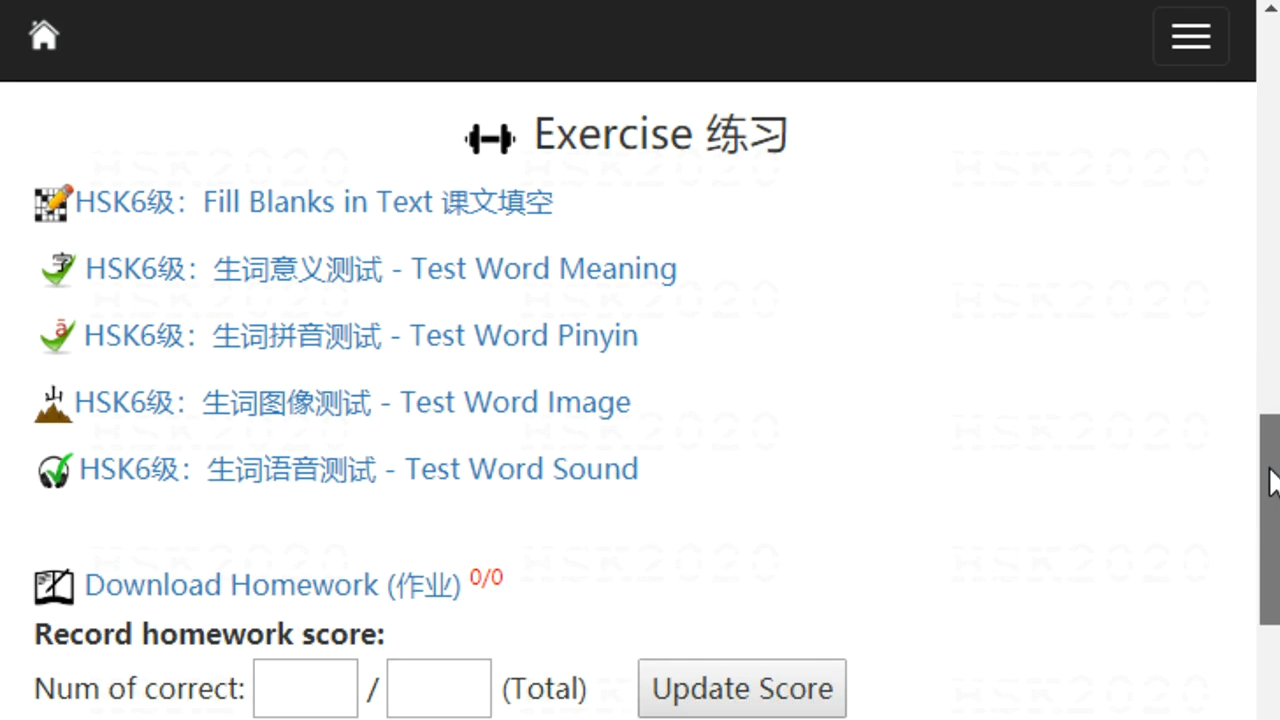 Exercise 练习
HSK6级：Fill Blanks in Text 课文填空
字 HSK6级：生词意义测试 - Test Word Meaning
ā HSK6级：生词拼音测试 - Test Word Pinyin
山 HSK6级：生词图像测试 - Test Word Image
HSK6级：生词语音测试 - Test Word Sound
Download Homework (作业) 0/0
Record homework score:
Num of correct: / (Total) Update Score
HSK2020